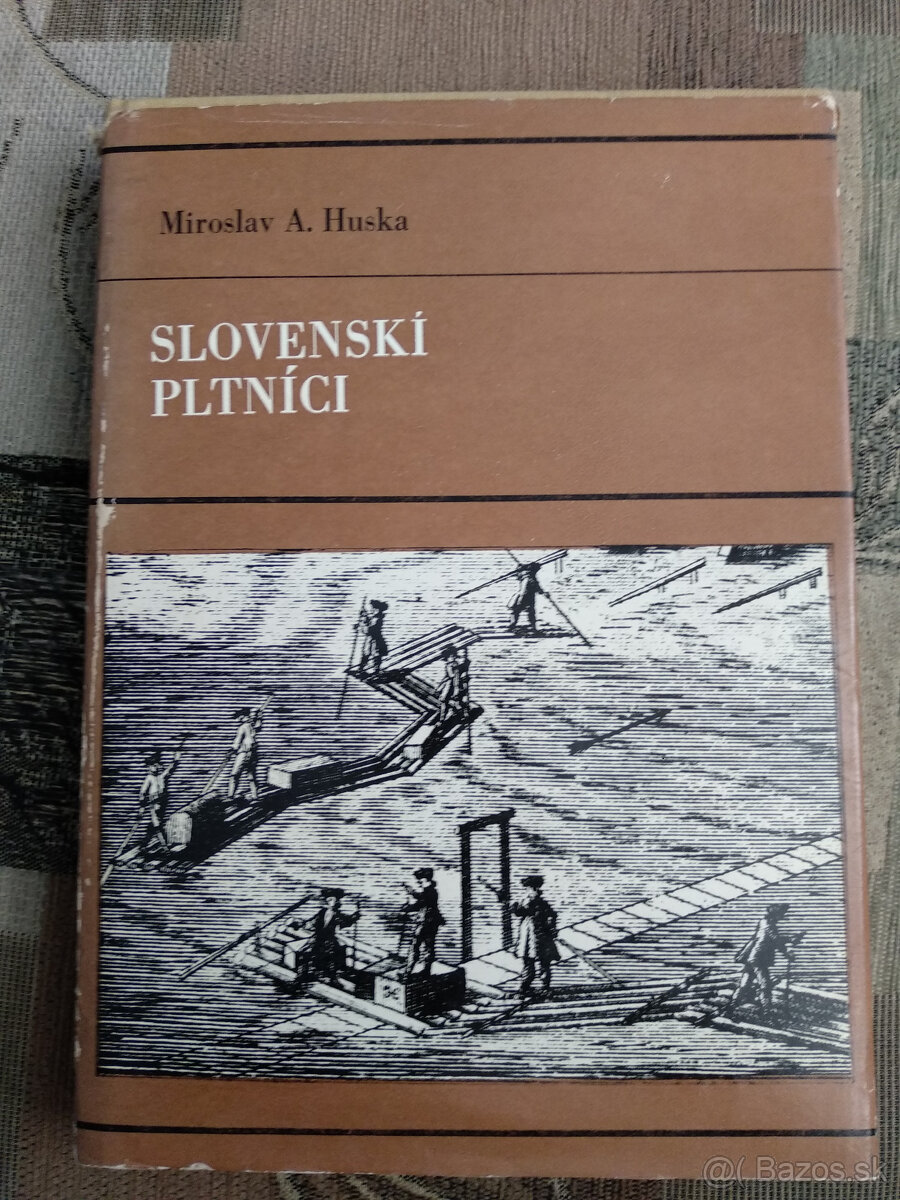 Miroslav A. Huska
SLOVENSKÍ
PLTNÍCI
@( Bazos.sk